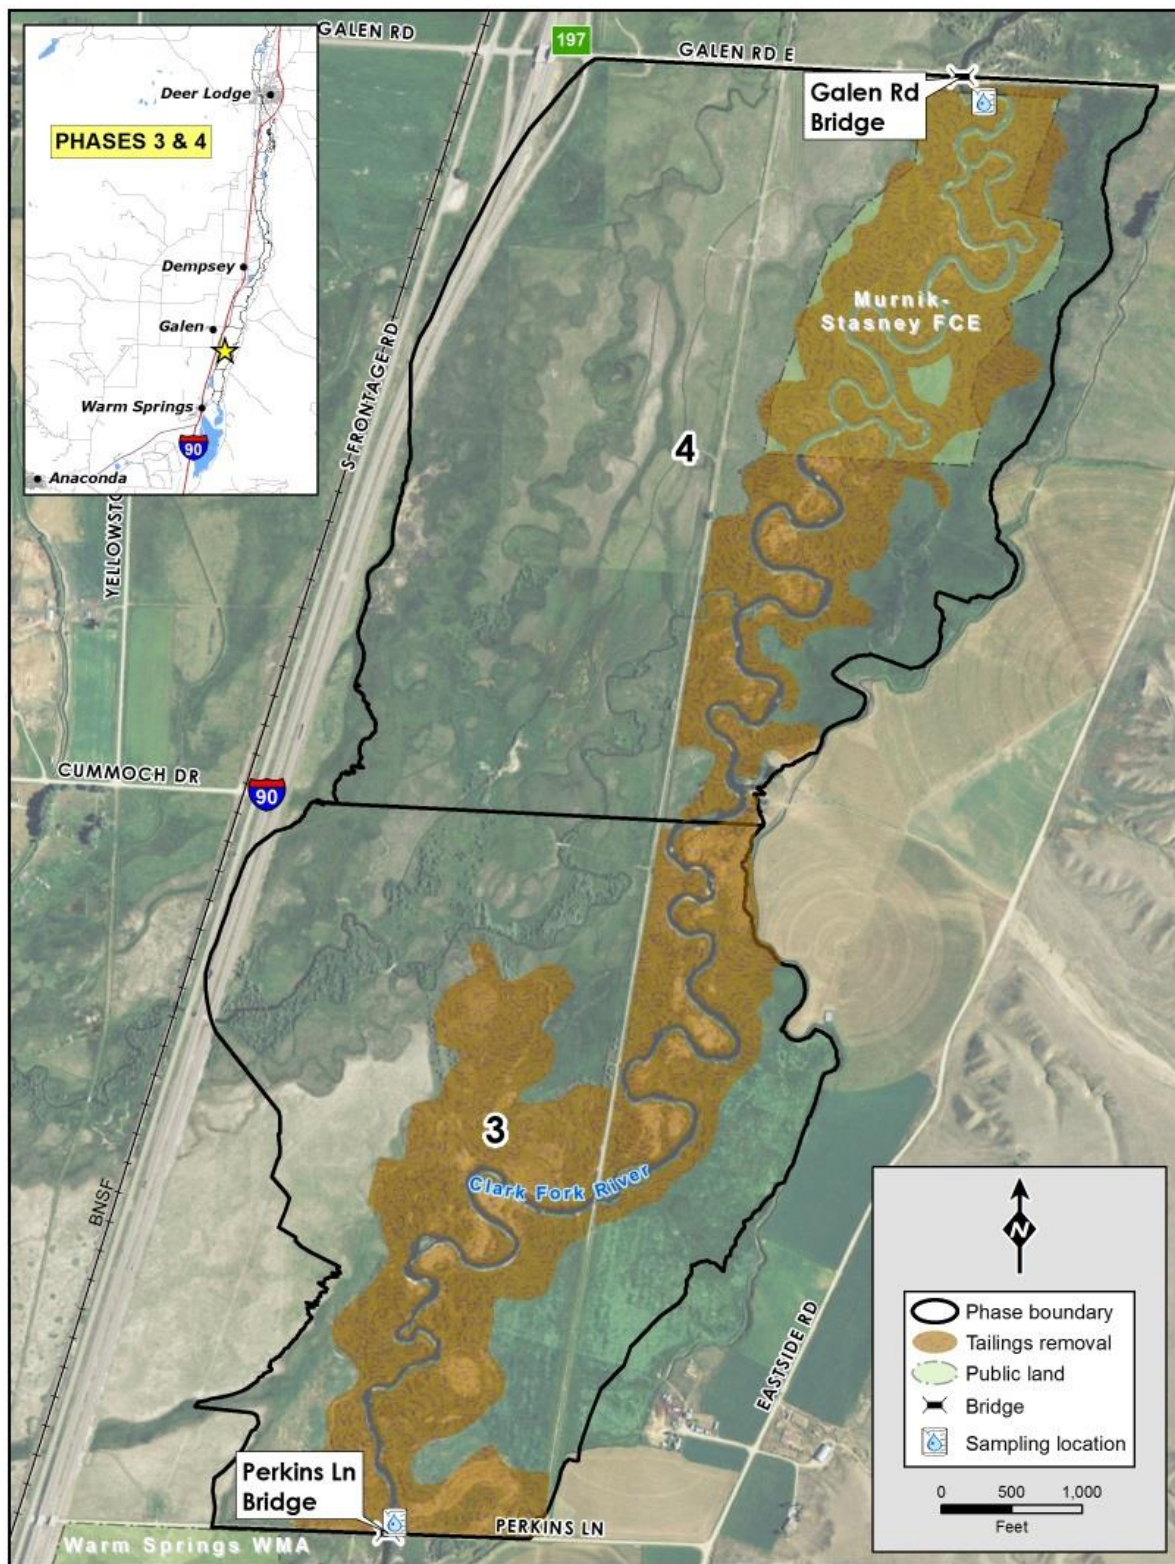 GALEN RD
197
GALEN RD E
Galen Rd
Bridge
Deer Lodge
PHASES 3 & 4
Dempsey
Galen
Warm Springs
90
Anaconda
S FRONTAGE RD
Murnik-
Stasney FCE
4
CUMMOCH DR
90
3
Clark Fork River
BNSF
EASTSIDE RD
Perkins Ln
Bridge
PERKINS LN
Warm Springs WMA
N
Phase boundary
Tailings removal
Public land
Bridge
Sampling location
0 500 1,000
Feet